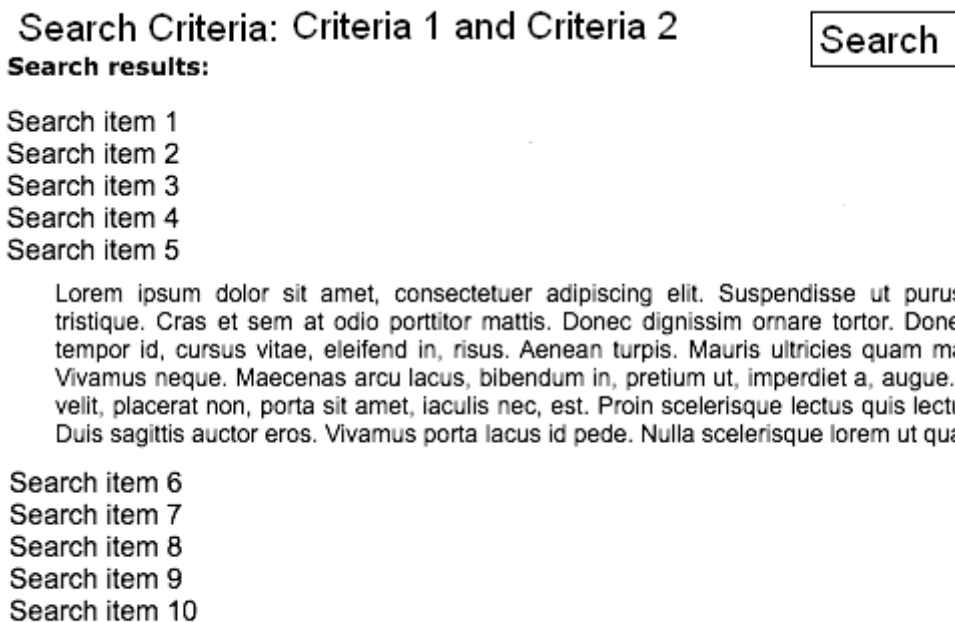 Search Criteria: Criteria 1 and Criteria 2
Search
Search results:
Search item 1
Search item 2
Search item 3
Search item 4
Search item 5
Lorem ipsum dolor sit amet, consectetuer adipiscing elit. Suspendisse ut purus
tristique. Cras et sem at odio porttitor mattis. Donec dignissim ornare tortor. Done
tempor id, cursus vitae, eleifend in, risus. Aenean turpis. Mauris ultricies quam ma
Vivamus neque. Maecenas arcu lacus, bibendum in, pretium ut, imperdiet a, augue.
velit, placerat non, porta sit amet, iaculis nec, est. Proin scelerisque lectus quis lectu
Duis sagittis auctor eros. Vivamus porta lacus id pede. Nulla scelerisque lorem ut qua
Search item 6
Search item 7
Search item 8
Search item 9
Search item 10